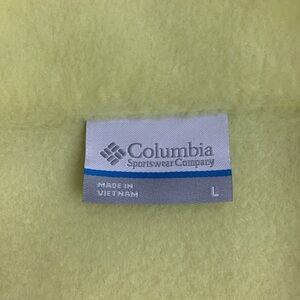 Columbia
Sportswear Company
MADE IN
VIETNAM
L